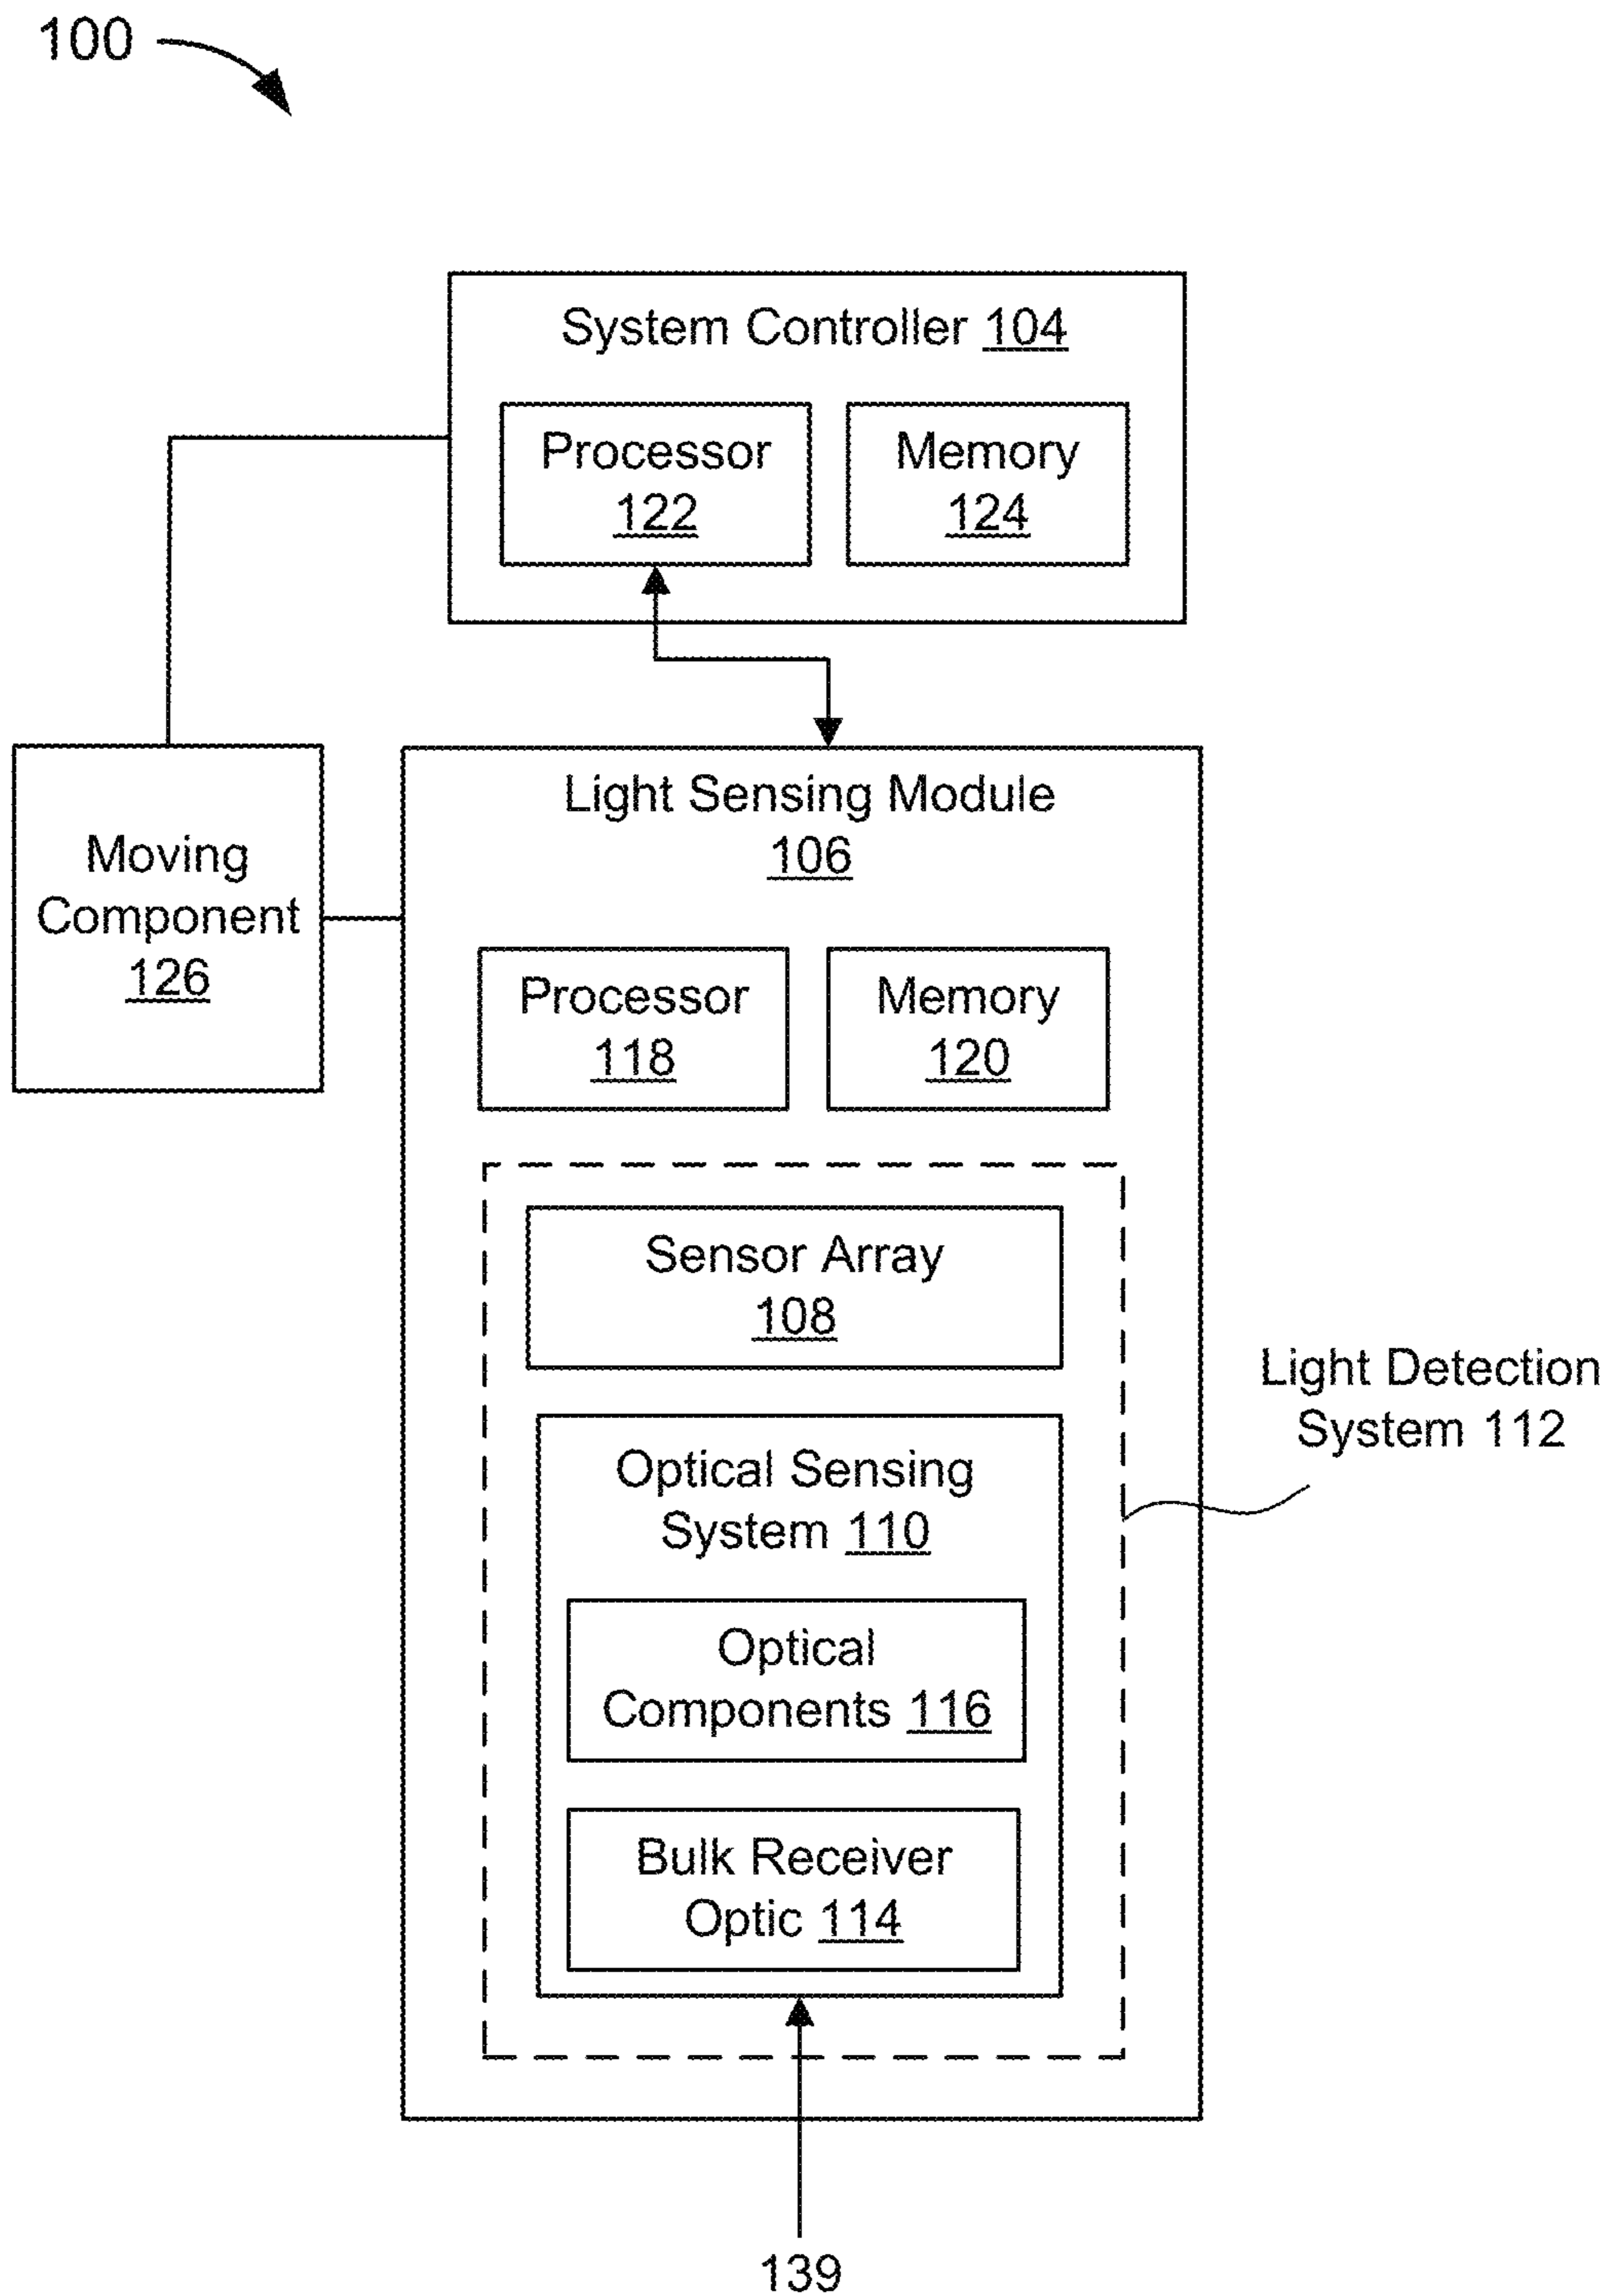 100
System Controller 104
Processor
122
Memory
124
Moving
Component
126
Light Sensing Module
106
Processor
118
Memory
120
Sensor Array
108
Light Detection
System 112
Optical Sensing
System 110
Optical
Components 116
Bulk Receiver
Optic 114
139